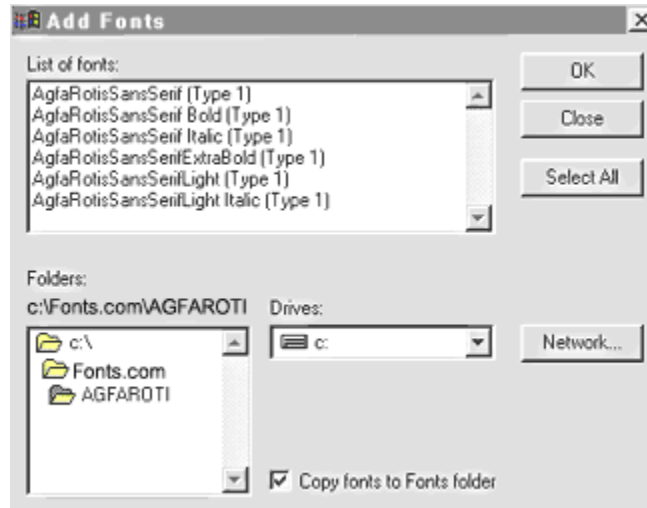 Add Fonts
List of fonts:
OK
AgfaRotisSansSerif (Type 1)
AgfaRotisSansSerif Bold (Type 1)
AgfaRotisSansSerif Italic (Type 1)
AgfaRotisSansSerifExtraBold (Type 1)
AgfaRotisSansSerifLight (Type 1)
AgfaRotisSansSerifLight Italic (Type 1)
Close
Select All
Folders:
c:\Fonts.com\AGFAROTI
Drives:
c:\
Fonts.com
AGFAROTI
c:
Network...
Copy fonts to Fonts folder